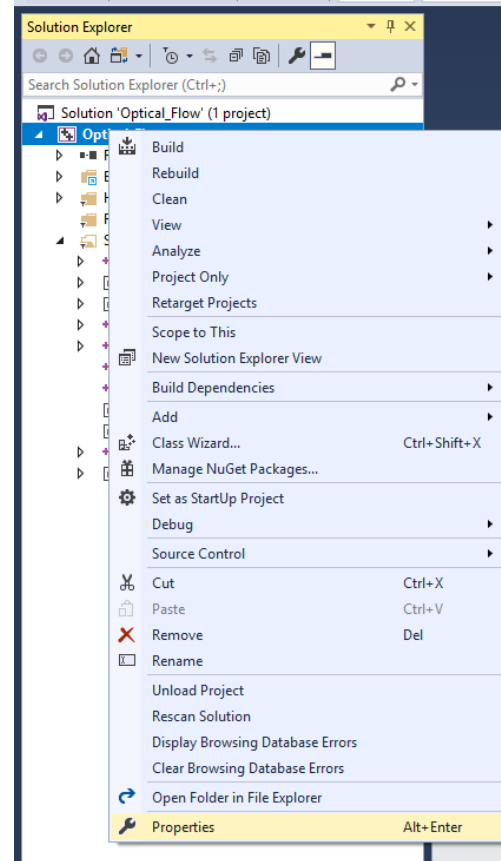 Solution Explorer
Search Solution Explorer (Ctrl+;)
Solution 'Optical_Flow' (1 project)
Build
Rebuild
Clean
View
Analyze
Project Only
Retarget Projects
Scope to This
New Solution Explorer View
Build Dependencies
Add
Class Wizard... Ctrl+Shift+X
Manage NuGet Packages...
Set as StartUp Project
Debug
Source Control
Cut Ctrl+X
Paste Ctrl+V
Remove Del
Rename
Unload Project
Rescan Solution
Display Browsing Database Errors
Clear Browsing Database Errors
Open Folder in File Explorer
Properties Alt+Enter